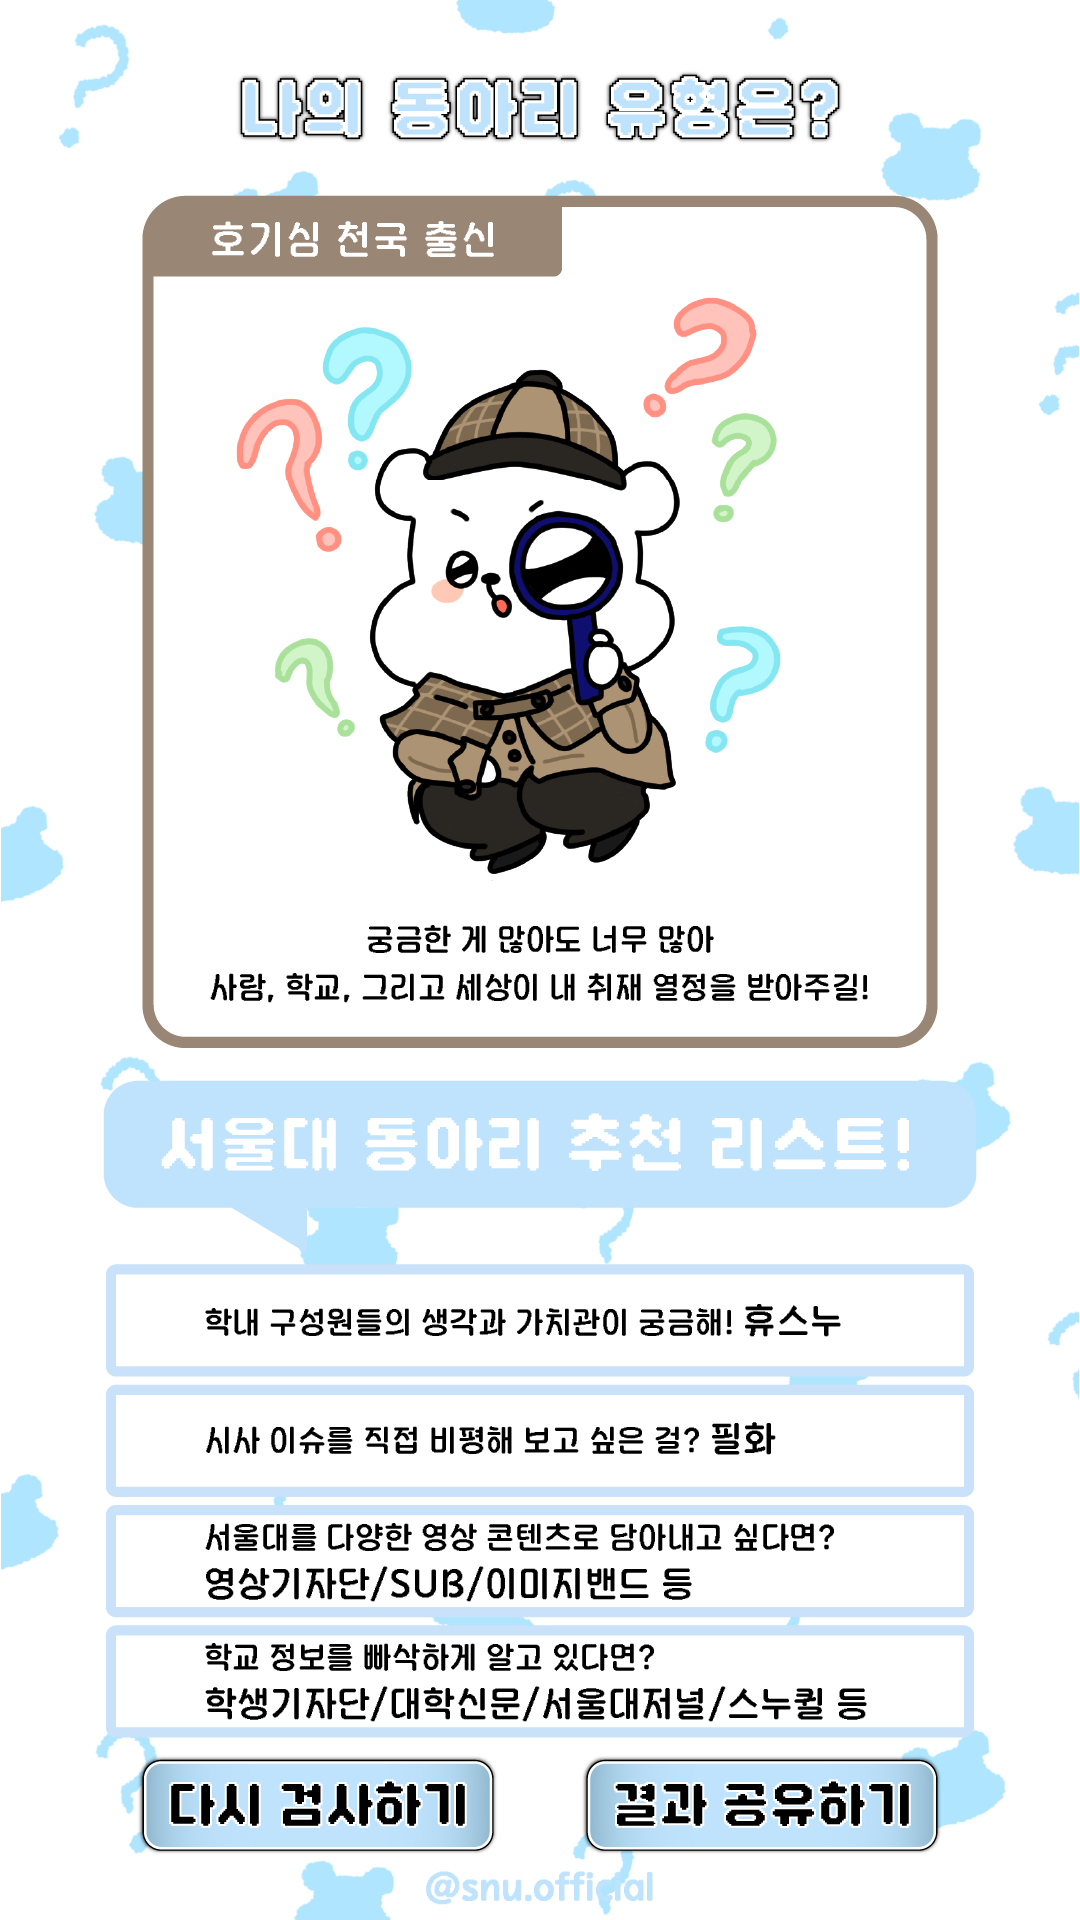 나의 동아리 유형은?
호기심 천국 출신
궁금한 게 많아도 너무 많아
사람, 학교, 그리고 세상이 내 취재 열정을 받아주길!
서울대 동아리 추천 리스트!
학내 구성원들의 생각과 가치관이 궁금해! 휴스누
시사 이슈를 직접 비평해 보고 싶은 걸? 필화
서울대를 다양한 영상 콘텐츠로 담아내고 싶다면?
영상기자단/SUB/이미지밴드 등
학교 정보를 빠삭하게 알고 있다면?
학생기자단/대학신문/서울대저널/스누퀼 등
다시 검사하기
결과 공유하기
@snu.official